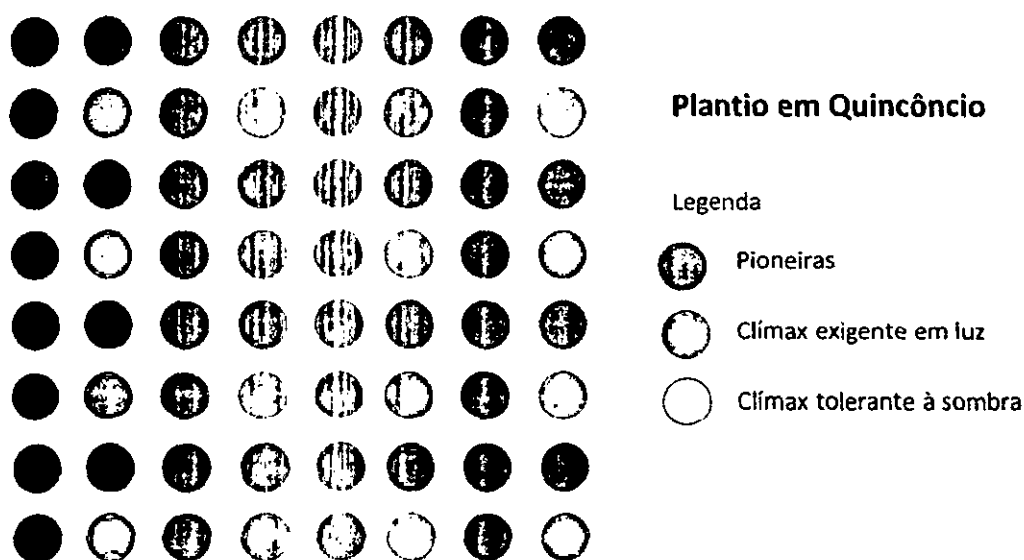 Plantio em Quincôncio
Legenda
Pioneiras
Clímax exigente em luz
Clímax tolerante à sombra